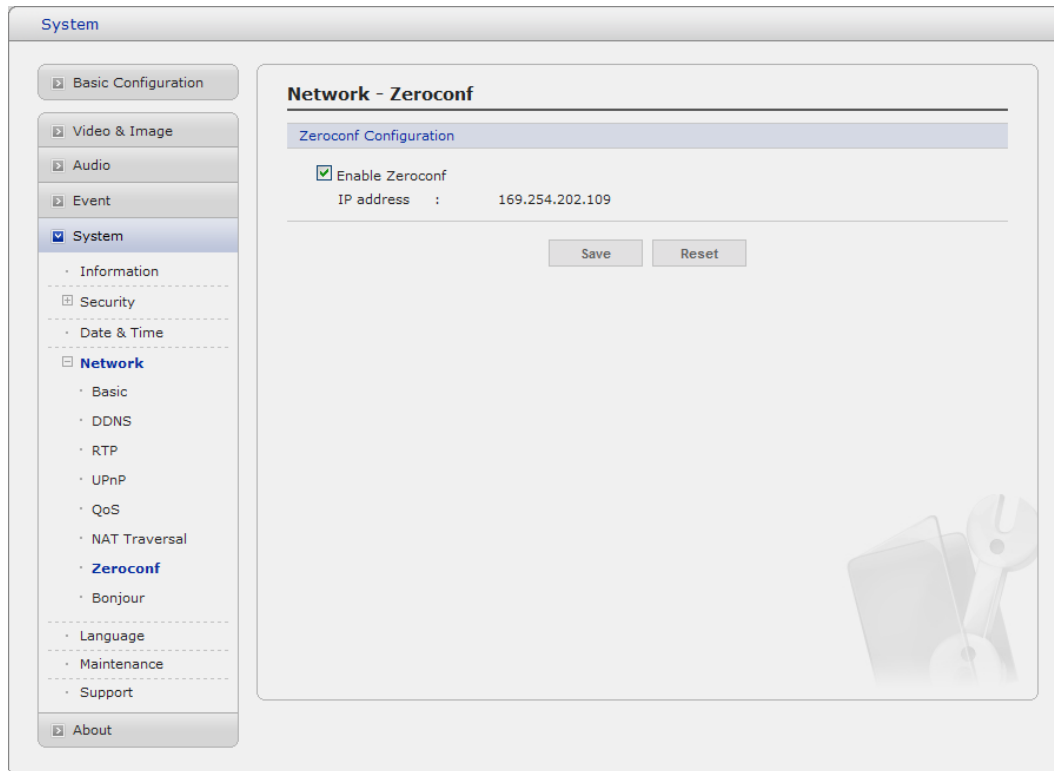 System
Basic Configuration
Video & Image
Audio
Event
System
Information
Security
Date & Time
Network
Basic
DDNS
RTP
UPnP
QoS
NAT Traversal
Zeroconf
Bonjour
Language
Maintenance
Support
About
Network - Zeroconf
Zeroconf Configuration
Enable Zeroconf
IP address : 169.254.202.109
Save Reset